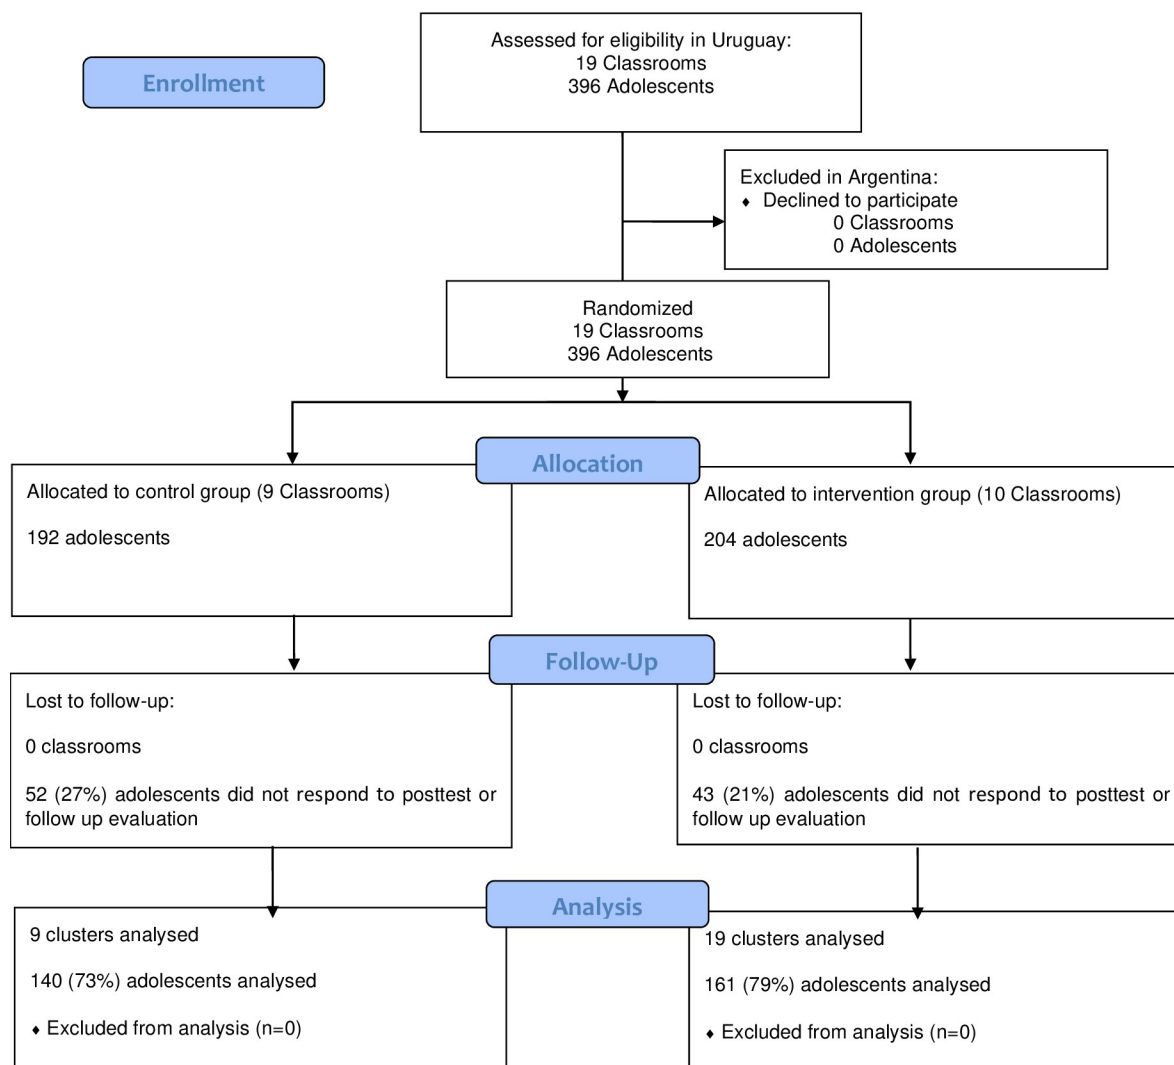 Assessed for eligibility in Uruguay:
19 Classrooms
396 Adolescents
Enrollment
Excluded in Argentina:
♦ Declined to participate
0 Classrooms
0 Adolescents
Randomized
19 Classrooms
396 Adolescents
Allocation
Allocated to control group (9 Classrooms)
192 adolescents
Allocated to intervention group (10 Classrooms)
204 adolescents
Follow-Up
Lost to follow-up:
0 classrooms
52 (27%) adolescents did not respond to posttest or
follow up evaluation
Lost to follow-up:
0 classrooms
43 (21%) adolescents did not respond to posttest or
follow up evaluation
Analysis
9 clusters analysed
140 (73%) adolescents analysed
♦ Excluded from analysis (n=0)
19 clusters analysed
161 (79%) adolescents analysed
♦ Excluded from analysis (n=0)